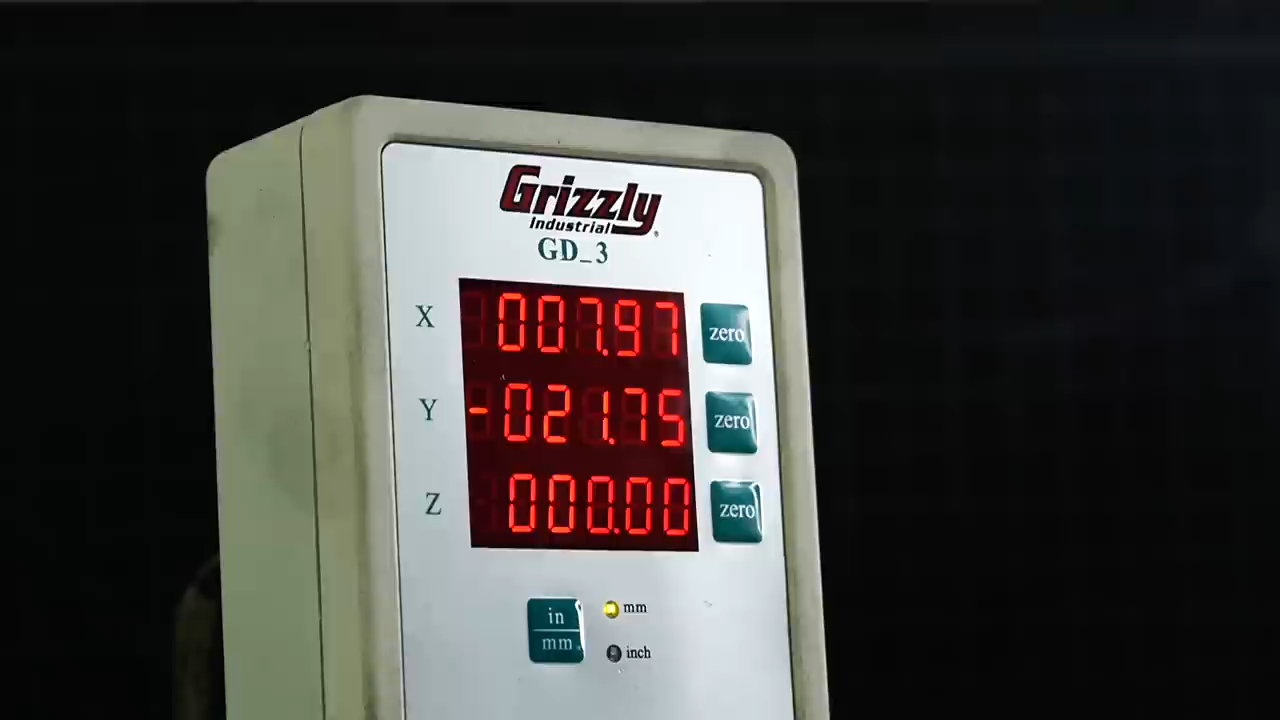 Grizzly
Industrial
GD_3
X 007.97 zero
Y -021.75 zero
Z 000.00 zero
in mm
mm inch